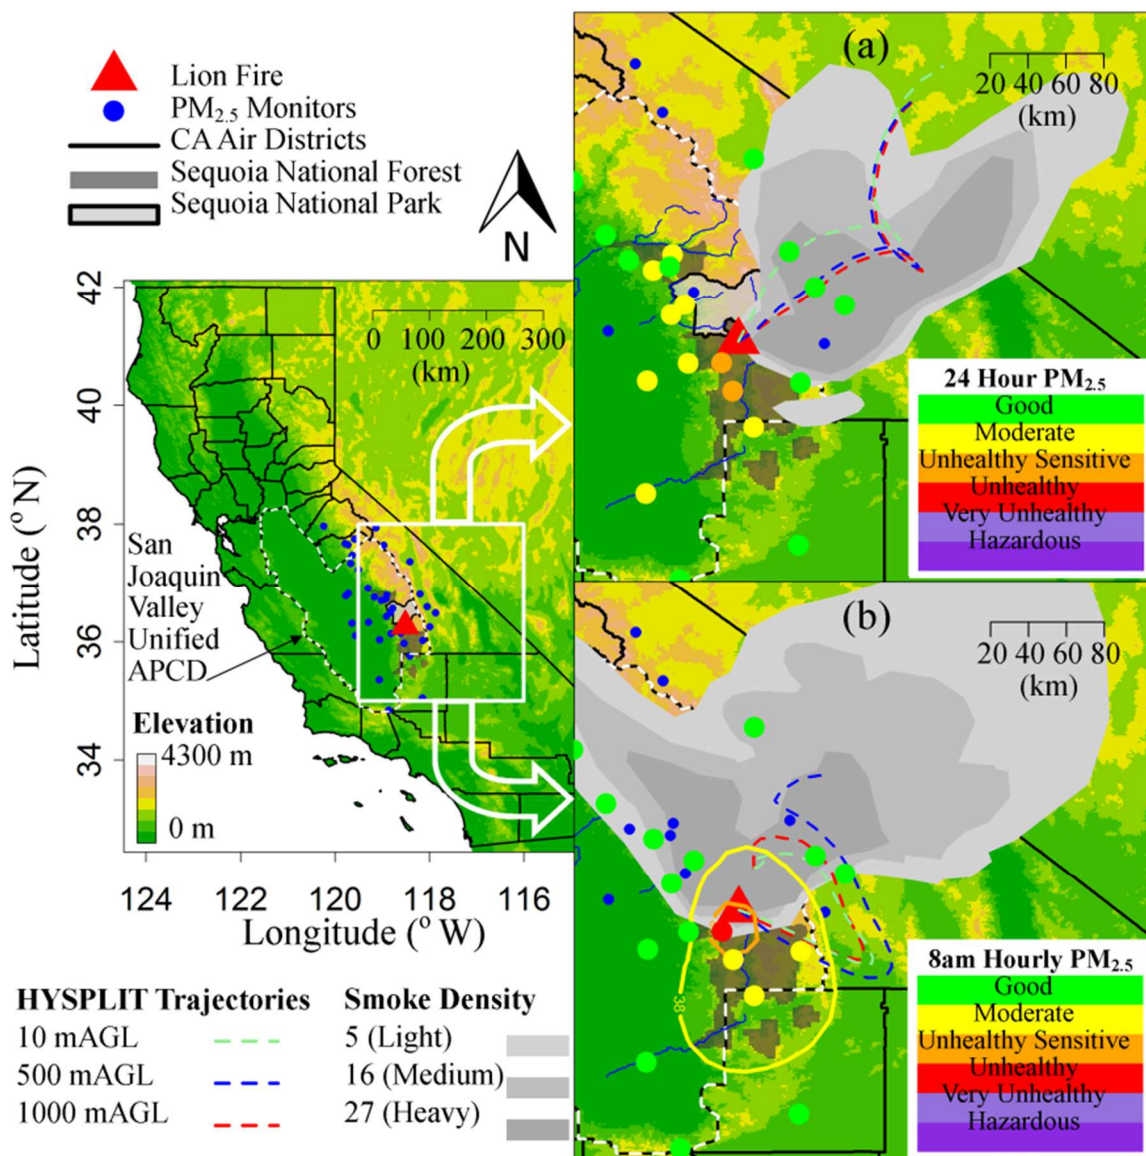 Lion Fire
PM2.5 Monitors
CA Air Districts
Sequoia National Forest
Sequoia National Park
N
0 100 200 300
(km)
42
40
38
36
34
Latitude (° N)
San
Joaquin
Valley
Unified
APCD
Elevation
4300 m
0 m
124 122 120 118 116
Longitude (° W)
HYSPLIT Trajectories
10 mAGL
500 mAGL
1000 mAGL
Smoke Density
5 (Light)
16 (Medium)
27 (Heavy)
(a)
20 40 60 80
(km)
24 Hour PM2.5
Good
Moderate
Unhealthy Sensitive
Unhealthy
Very Unhealthy
Hazardous
(b)
20 40 60 80
(km)
38
8am Hourly PM2.5
Good
Moderate
Unhealthy Sensitive
Unhealthy
Very Unhealthy
Hazardous